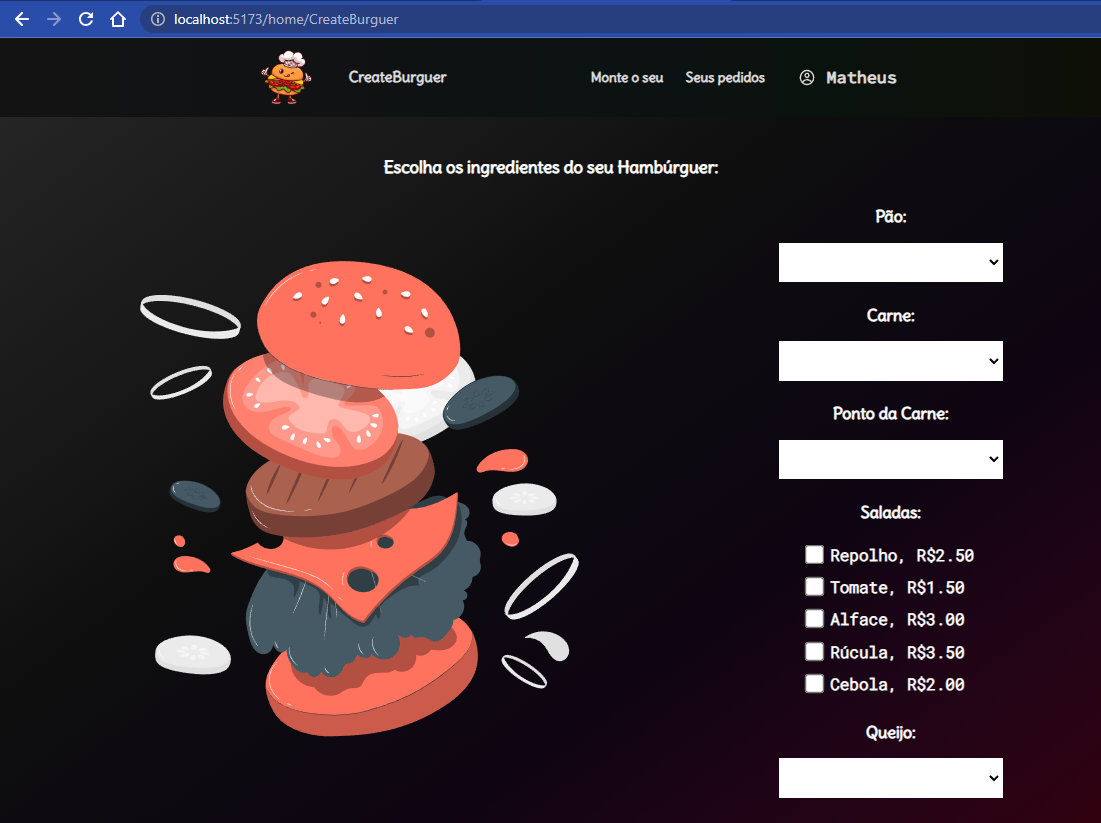 localhost:5173/home/CreateBurguer
CreateBurguer Monte o seu Seus pedidos Matheus
Escolha os ingredientes do seu Hambúrguer:
Pão:
Carne:
Ponto da Carne:
Saladas:
Repolho, R$2.50
Tomate, R$1.50
Alface, R$3.00
Rúcula, R$3.50
Cebola, R$2.00
Queijo: